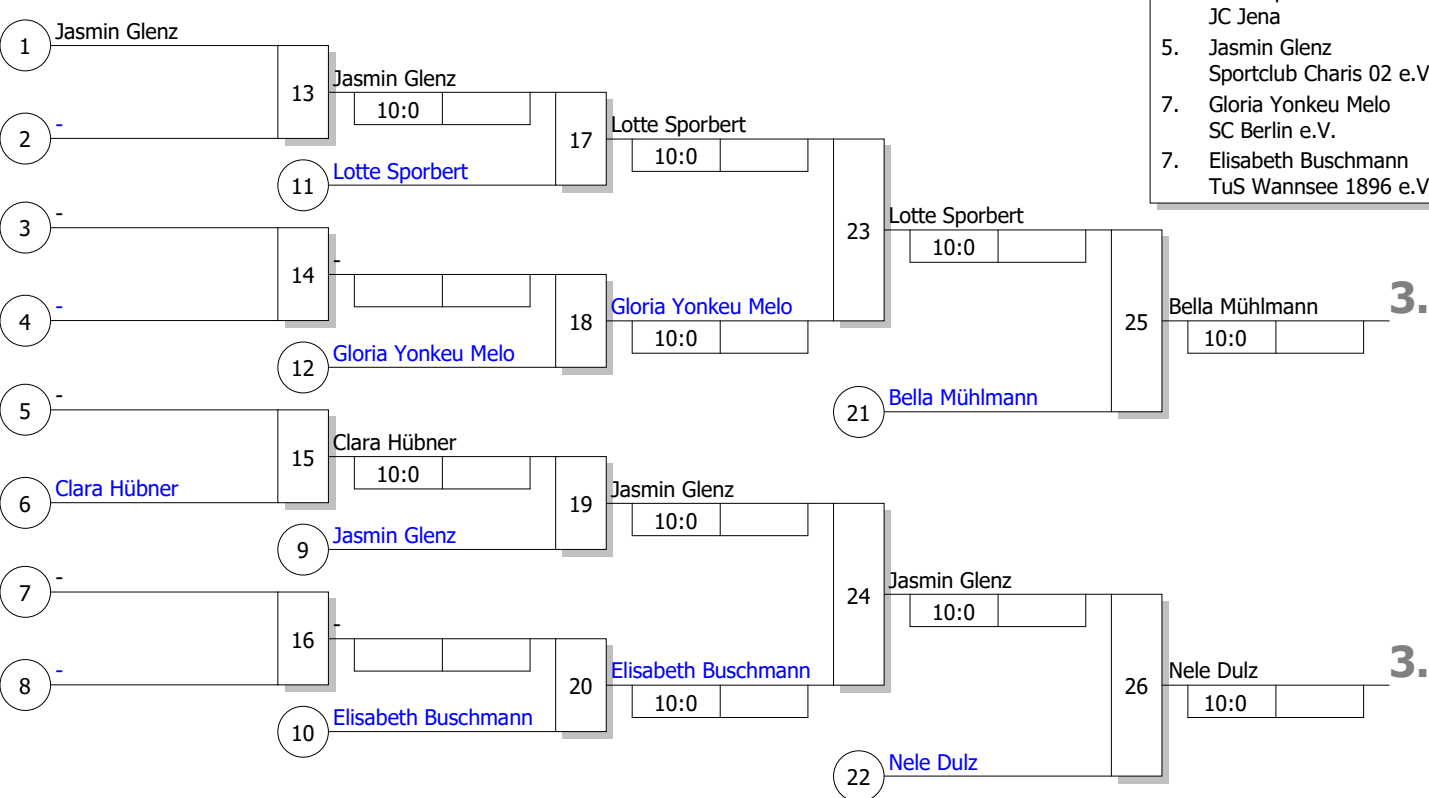 JC Jena
5. Jasmin Glenz
Sportclub Charis 02 e.V
7. Gloria Yonkeu Melo
SC Berlin e.V.
7. Elisabeth Buschmann
TuS Wannsee 1896 e.V
1 Jasmin Glenz
13 Jasmin Glenz
10:0
2 -
17 Lotte Sporbert
10:0
11 Lotte Sporbert
3 -
23 Lotte Sporbert
10:0
14 -
4 -
18 Gloria Yonkeu Melo
10:0
25 Bella Mühlmann 3.
10:0
12 Gloria Yonkeu Melo
5 -
21 Bella Mühlmann
15 Clara Hübner
10:0
6 Clara Hübner
19 Jasmin Glenz
10:0
9 Jasmin Glenz
7 -
24 Jasmin Glenz
10:0
16 -
8 -
20 Elisabeth Buschmann
10:0
26 Nele Dulz 3.
10:0
10 Elisabeth Buschmann
22 Nele Dulz